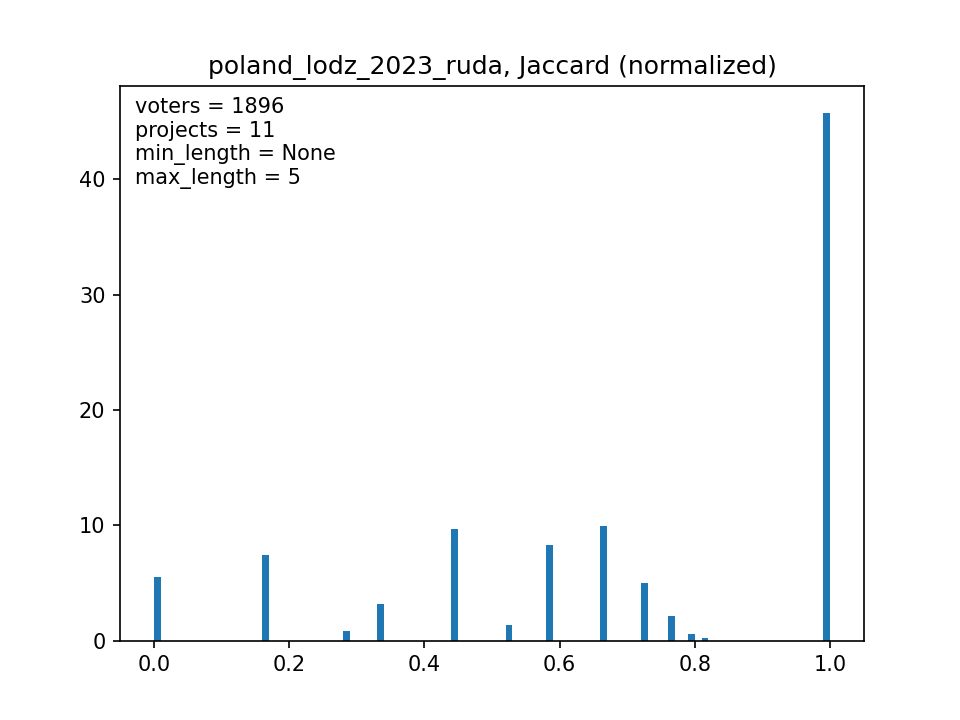 poland_lodz_2023_ruda, Jaccard (normalized)
voters = 1896
projects = 11
min_length = None
max_length = 5
40
30
20
10
0
0.0 0.2 0.4 0.6 0.8 1.0